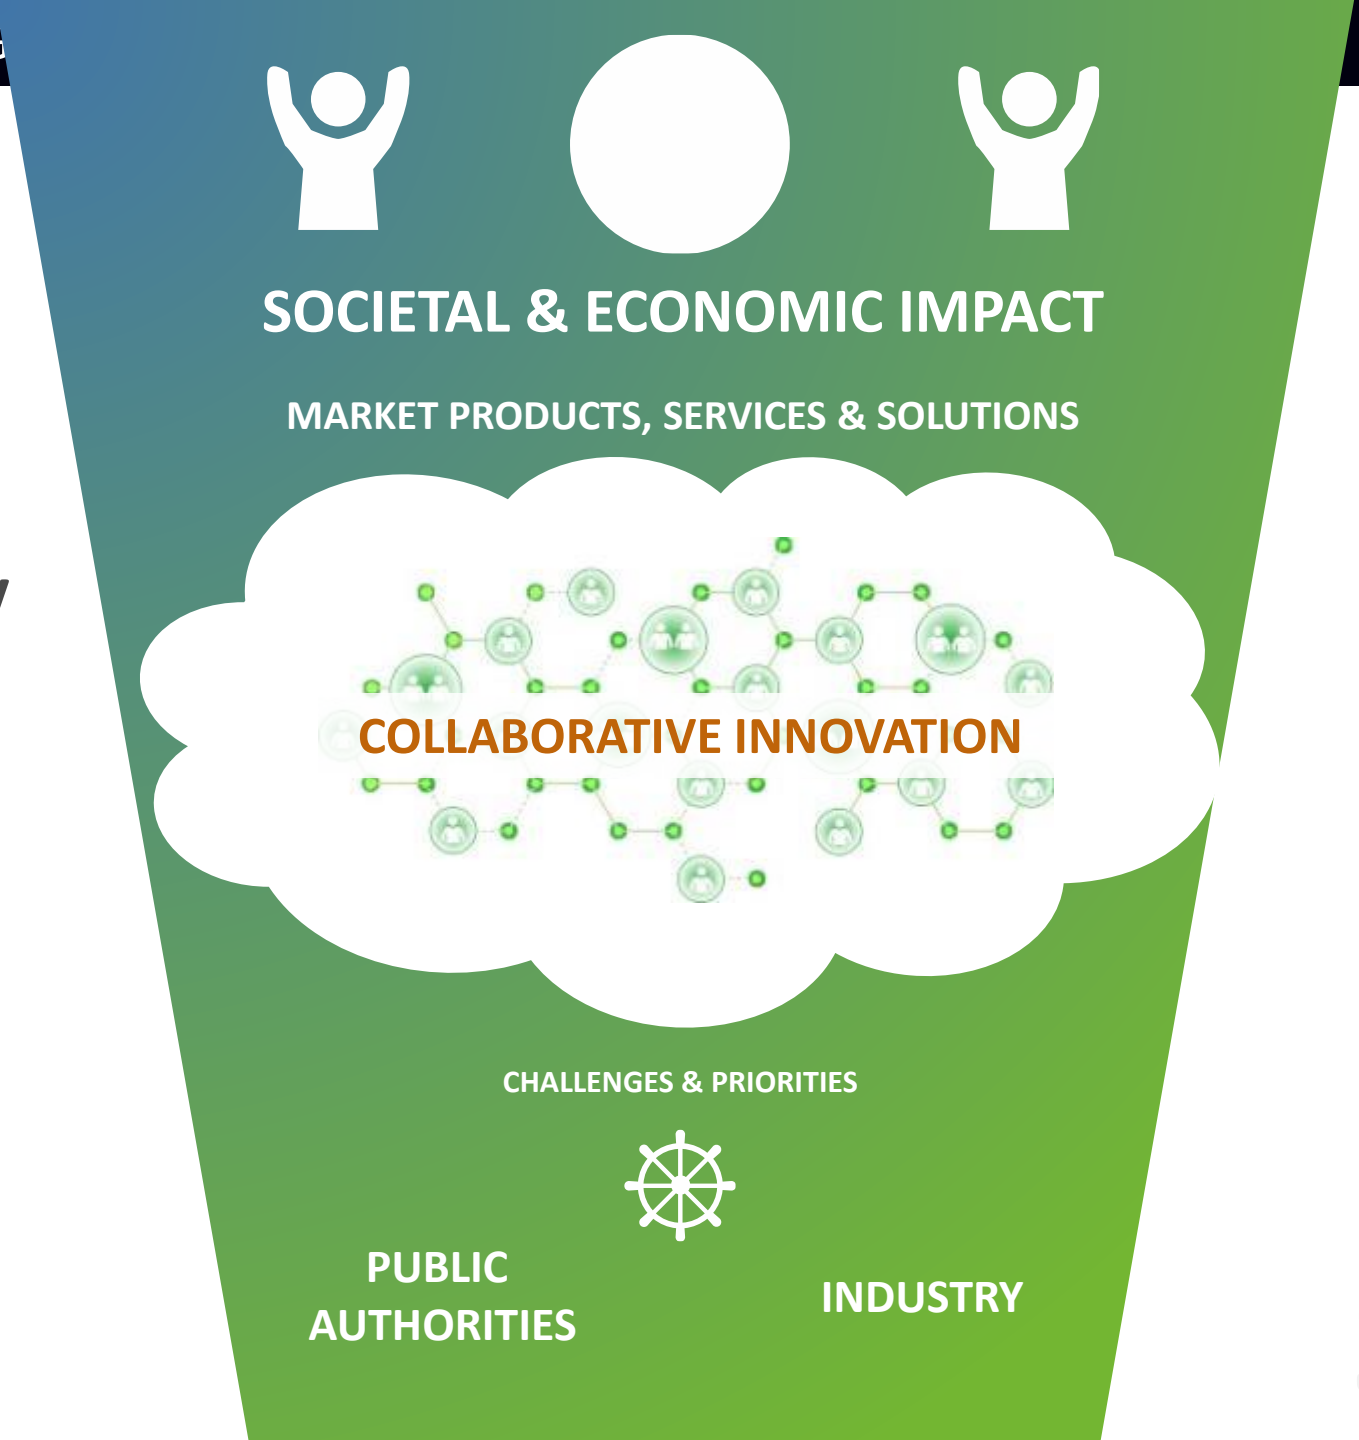 SOCIETAL & ECONOMIC IMPACT
MARKET PRODUCTS, SERVICES & SOLUTIONS
COLLABORATIVE INNOVATION
CHALLENGES & PRIORITIES
PUBLIC
AUTHORITIES
INDUSTRY